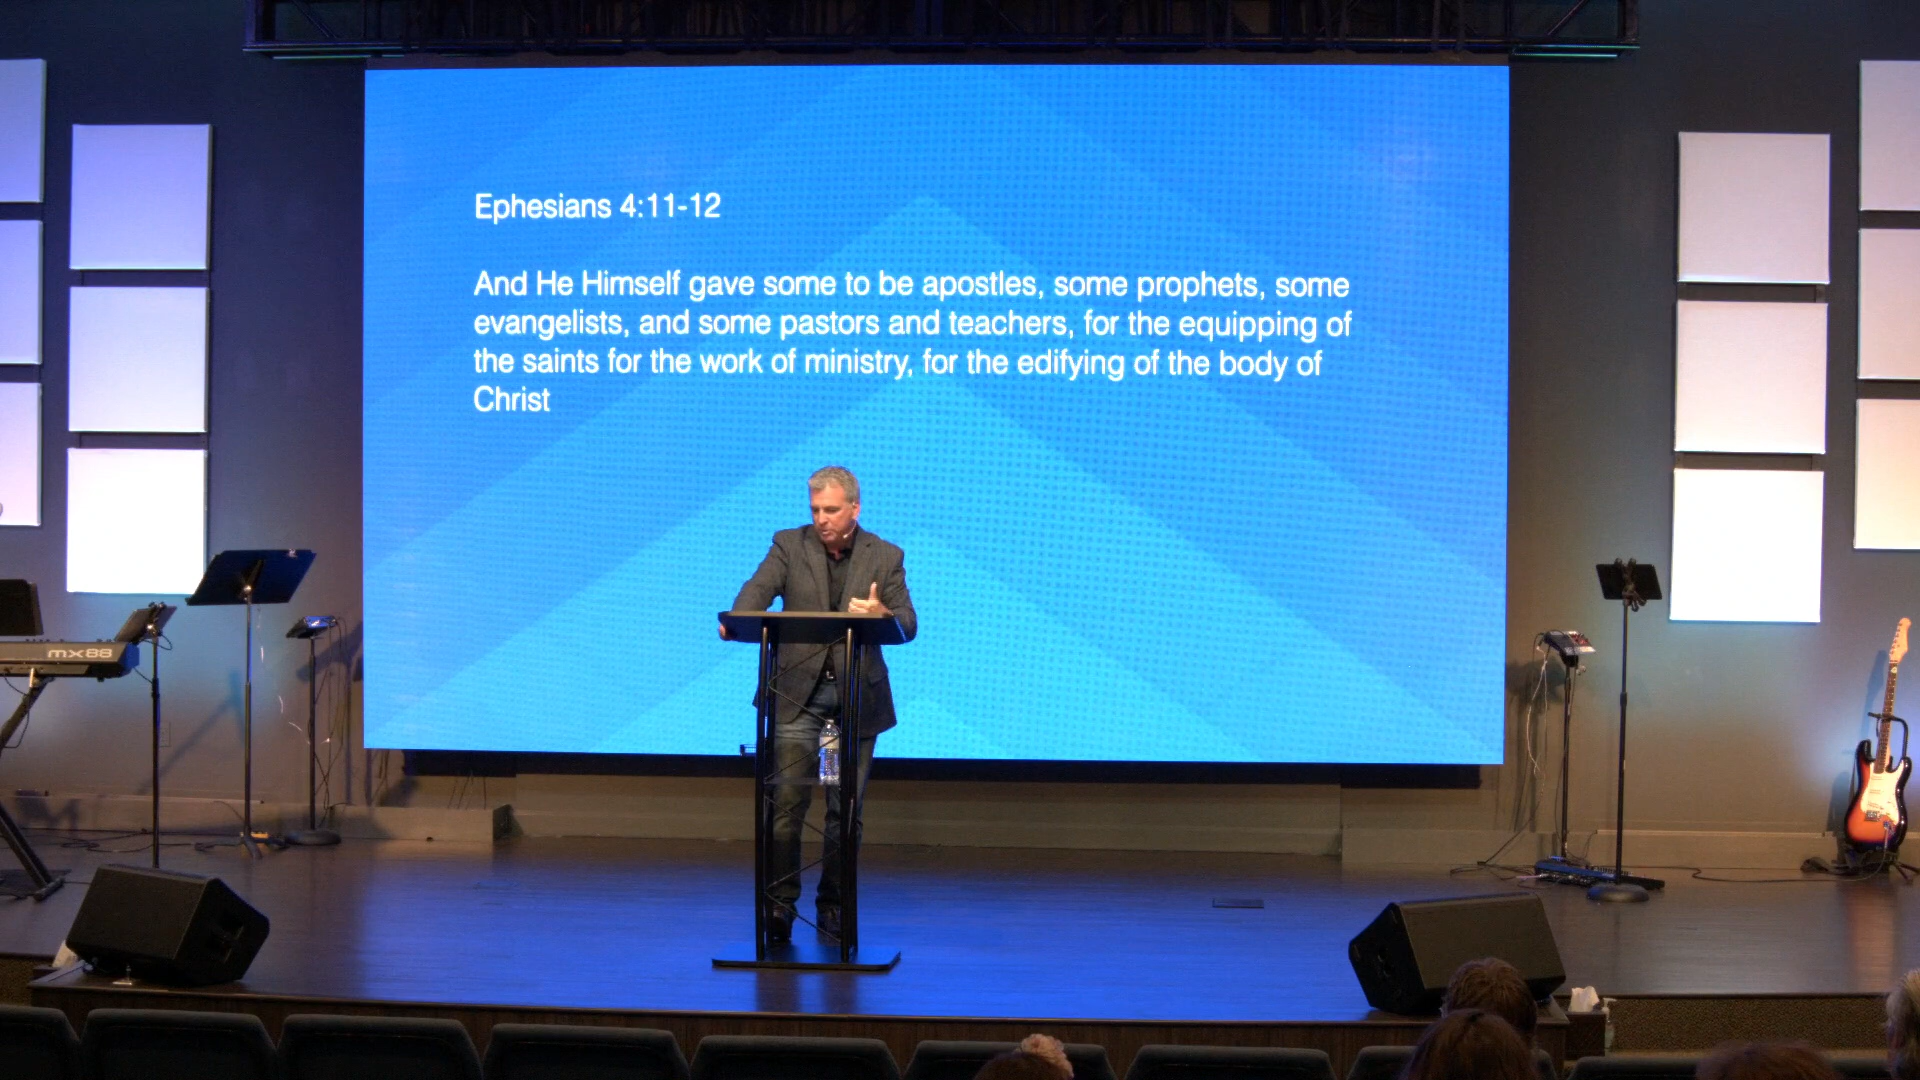 Ephesians 4:11-12
And He Himself gave some to be apostles, some prophets, some
evangelists, and some pastors and teachers, for the equipping of
the saints for the work of ministry, for the edifying of the body of
Christ
mx88